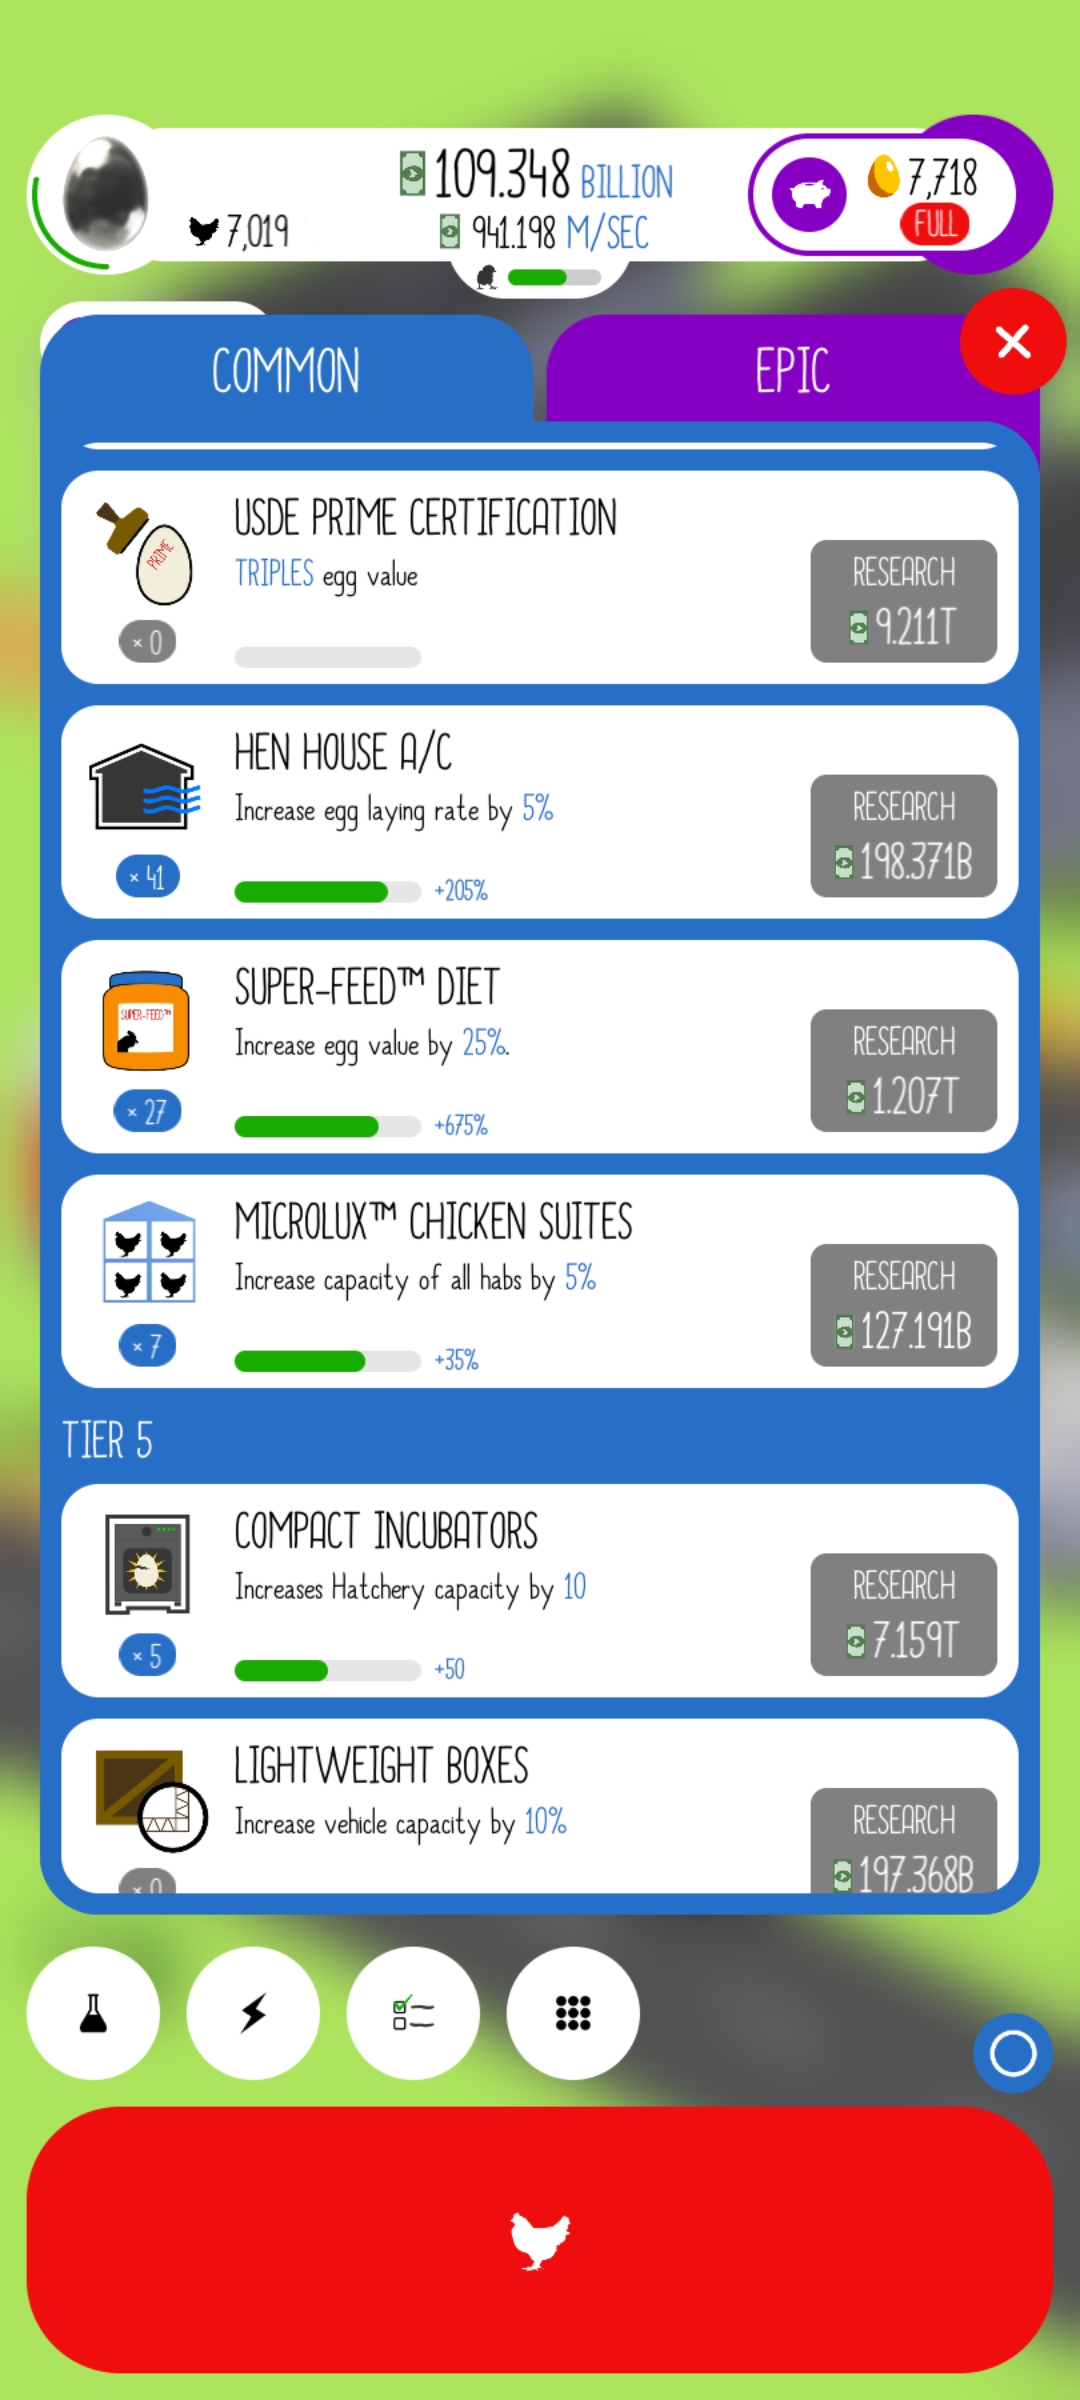 109.348 BILLION
7,718
7,019
941.198 M/SEC
FULL
COMMON
EPIC
USDE PRIME CERTIFICATION
TRIPLES egg value
PRIME
× 0
RESEARCH
9.211T
HEN HOUSE A/C
Increase egg laying rate by 5%
× 41
+205%
RESEARCH
198.371B
SUPER-FEED™ DIET
Increase egg value by 25%.
SUPER-FEED™
× 27
+675%
RESEARCH
1.207T
MICROLUX™ CHICKEN SUITES
Increase capacity of all habs by 5%
× 7
+35%
RESEARCH
127.191B
TIER 5
COMPACT INCUBATORS
Increases Hatchery capacity by 10
× 5
+50
RESEARCH
7.159T
LIGHTWEIGHT BOXES
Increase vehicle capacity by 10%
× 0
RESEARCH
197.368B